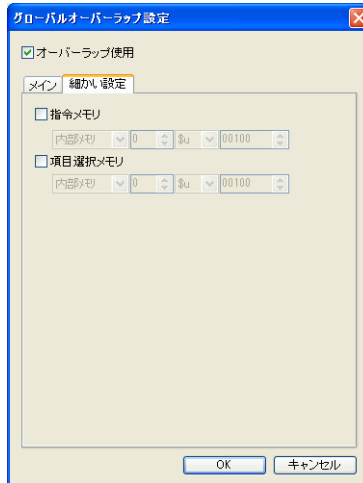 グローバルオーバーラップ設定
オーバーラップ使用
メイン 細かい設定
指令メモリ
内部メモリ 0 $u 00100
項目選択メモリ
内部メモリ 0 $u 00100
OK キャンセル